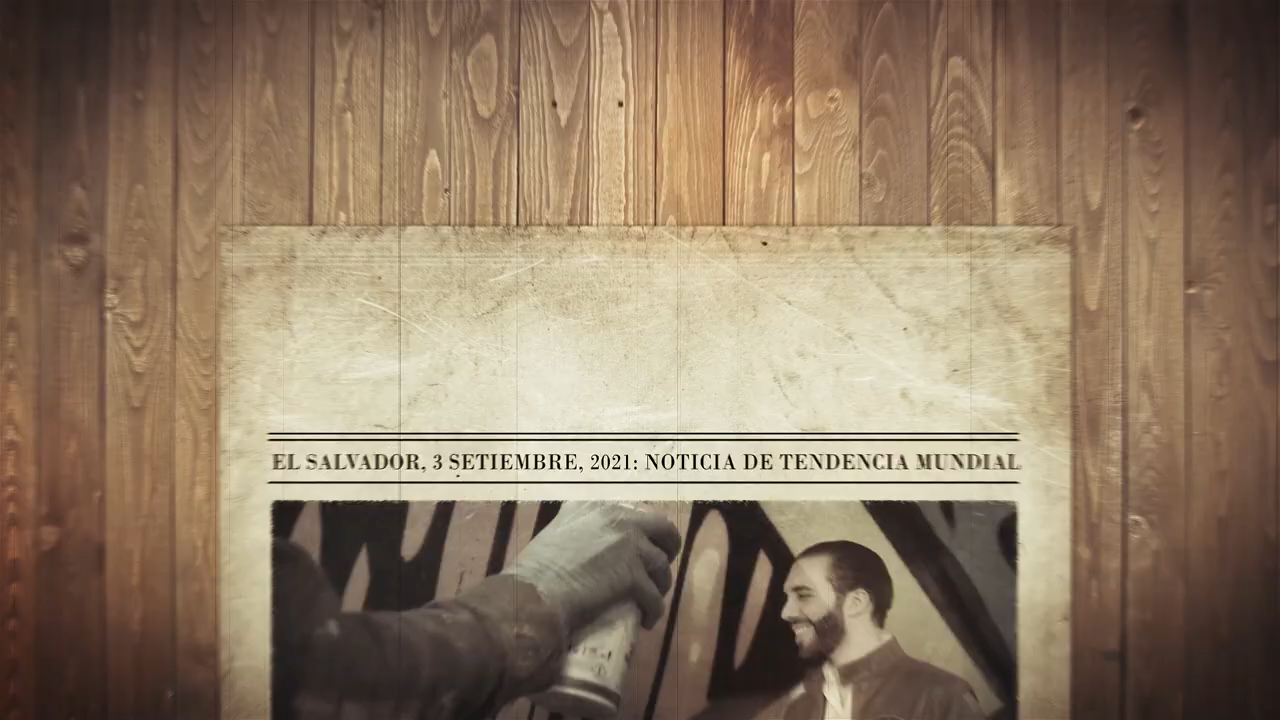 EL SALVADOR, 3 SETIEMBRE, 2021: NOTICIA DE TENDENCIA MUNDIAL